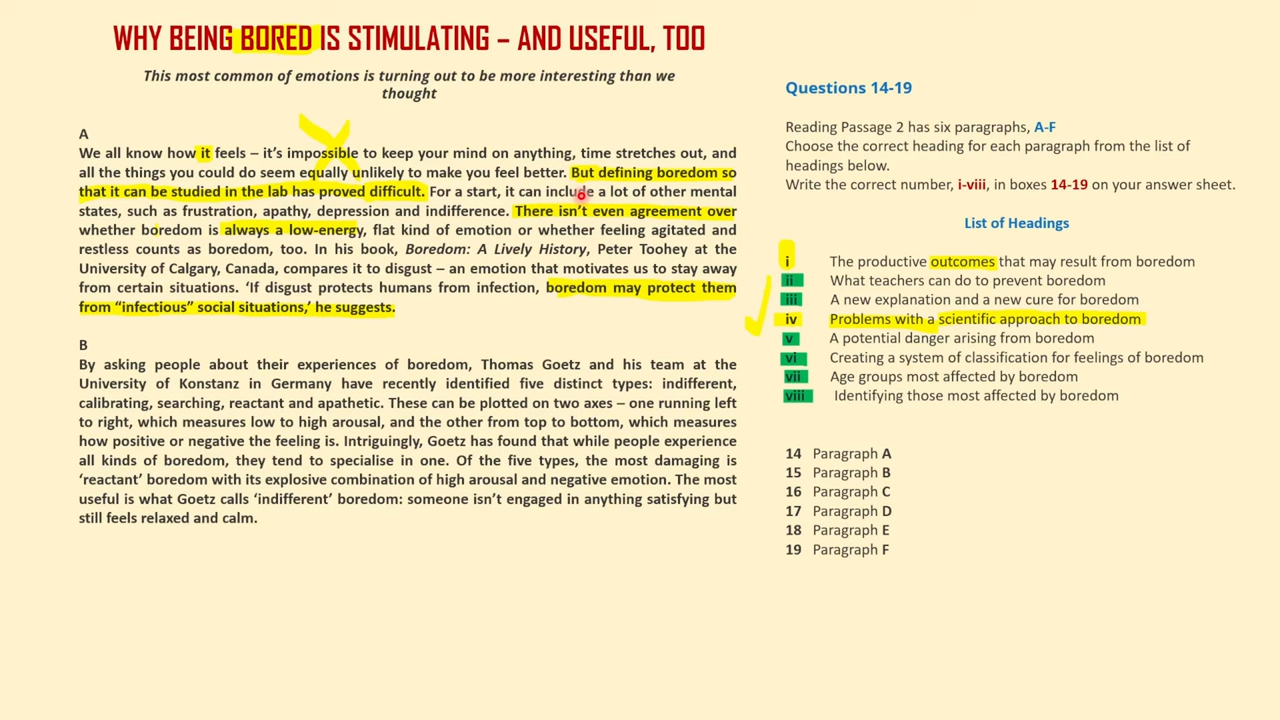 WHY BEING BORED IS STIMULATING – AND USEFUL, TOO
This most common of emotions is turning out to be more interesting than we
thought
A
We all know how it feels – it's impossible to keep your mind on anything, time stretches out, and
all the things you could do seem equally unlikely to make you feel better. But defining boredom so
that it can be studied in the lab has proved difficult. For a start, it can include a lot of other mental
states, such as frustration, apathy, depression and indifference. There isn't even agreement over
whether boredom is always a low-energy, flat kind of emotion or whether feeling agitated and
restless counts as boredom, too. In his book, Boredom: A Lively History, Peter Toohey at the
University of Calgary, Canada, compares it to disgust – an emotion that motivates us to stay away
from certain situations. 'If disgust protects humans from infection, boredom may protect them
from “infectious” social situations,' he suggests.
B
By asking people about their experiences of boredom, Thomas Goetz and his team at the
University of Konstanz in Germany have recently identified five distinct types: indifferent,
calibrating, searching, reactant and apathetic. These can be plotted on two axes – one running left
to right, which measures low to high arousal, and the other from top to bottom, which measures
how positive or negative the feeling is. Intriguingly, Goetz has found that while people experience
all kinds of boredom, they tend to specialise in one. Of the five types, the most damaging is
'reactant' boredom with its explosive combination of high arousal and negative emotion. The most
useful is what Goetz calls 'indifferent' boredom: someone isn't engaged in anything satisfying but
still feels relaxed and calm.
Questions 14-19
Reading Passage 2 has six paragraphs, A-F
Choose the correct heading for each paragraph from the list of
headings below.
Write the correct number, i-viii, in boxes 14-19 on your answer sheet.
List of Headings
i The productive outcomes that may result from boredom
ii What teachers can do to prevent boredom
iii A new explanation and a new cure for boredom
iv Problems with a scientific approach to boredom
v A potential danger arising from boredom
vi Creating a system of classification for feelings of boredom
vii Age groups most affected by boredom
viii Identifying those most affected by boredom
14 Paragraph A
15 Paragraph B
16 Paragraph C
17 Paragraph D
18 Paragraph E
19 Paragraph F